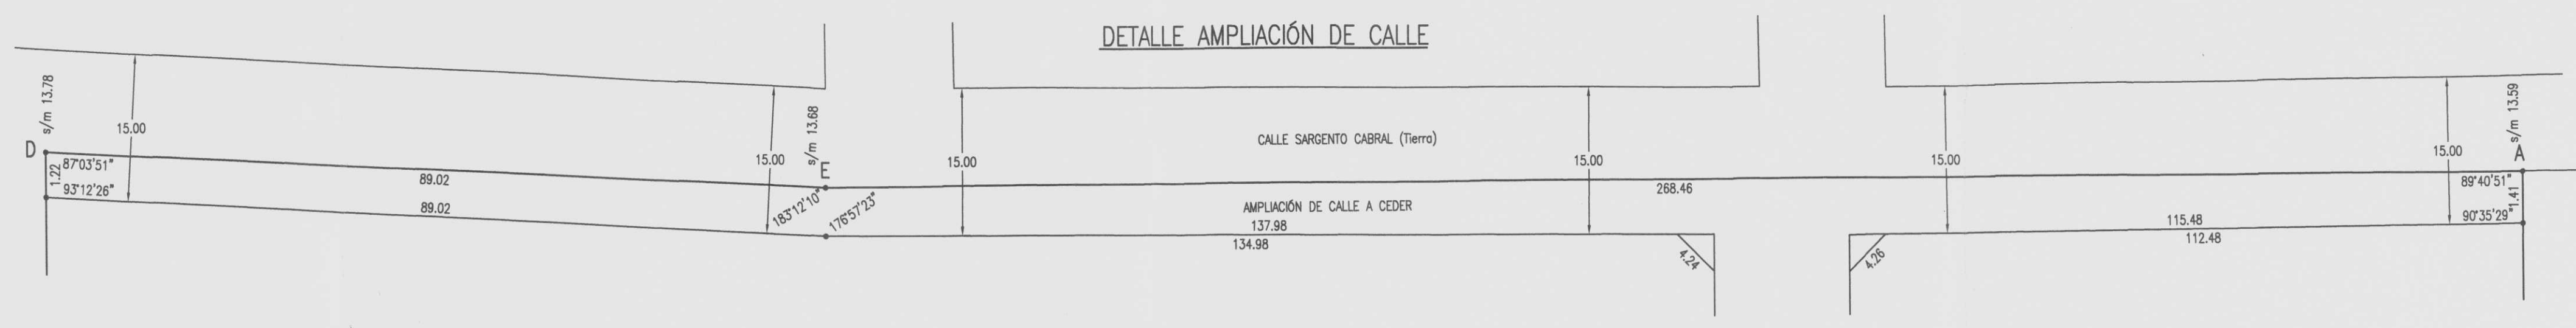 DETALLE AMPLIACIÓN DE CALLE
s/m 13.78
15.00
D
1.22
87°03'51"
93°12'26"
89.02
89.02
15.00
s/m 13.68
E
183°12'10"
176°57'23"
15.00
CALLE SARGENTO CABRAL (Tierra)
15.00
268.46
AMPLIACIÓN DE CALLE A CEDER
137.98
134.98
4.24
4.26
15.00
115.48
112.48
15.00
s/m 13.59
A
89°40'51"
1.41
90°35'29"